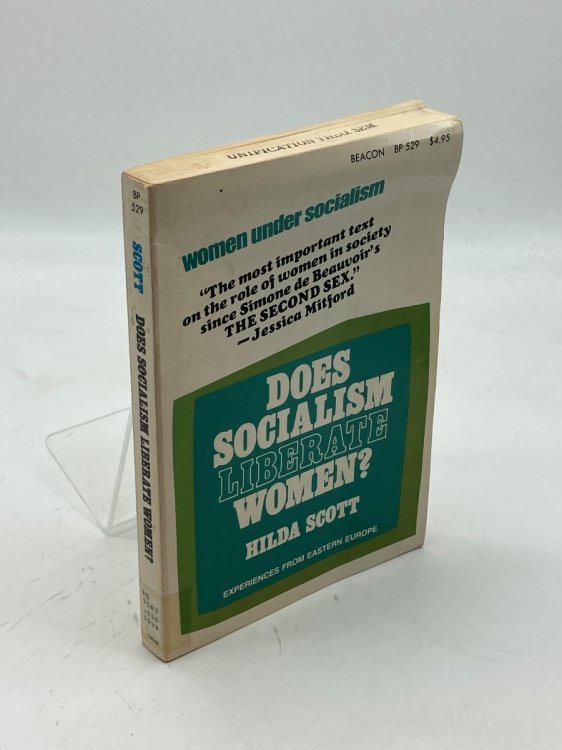 UNIFICATION THEO. SEM
BEACON BP 529 $4.95
women under socialism
"The most important text
on the role of women in society
since Simone de Beauvoir's
THE SECOND SEX."
—Jessica Mitford
DOES
SOCIALISM
LIBERATE
WOMEN?
HILDA SCOTT
EXPERIENCES FROM EASTERN EUROPE
BP
529
SCOTT DOES SOCIALISM LIBERATE WOMEN?